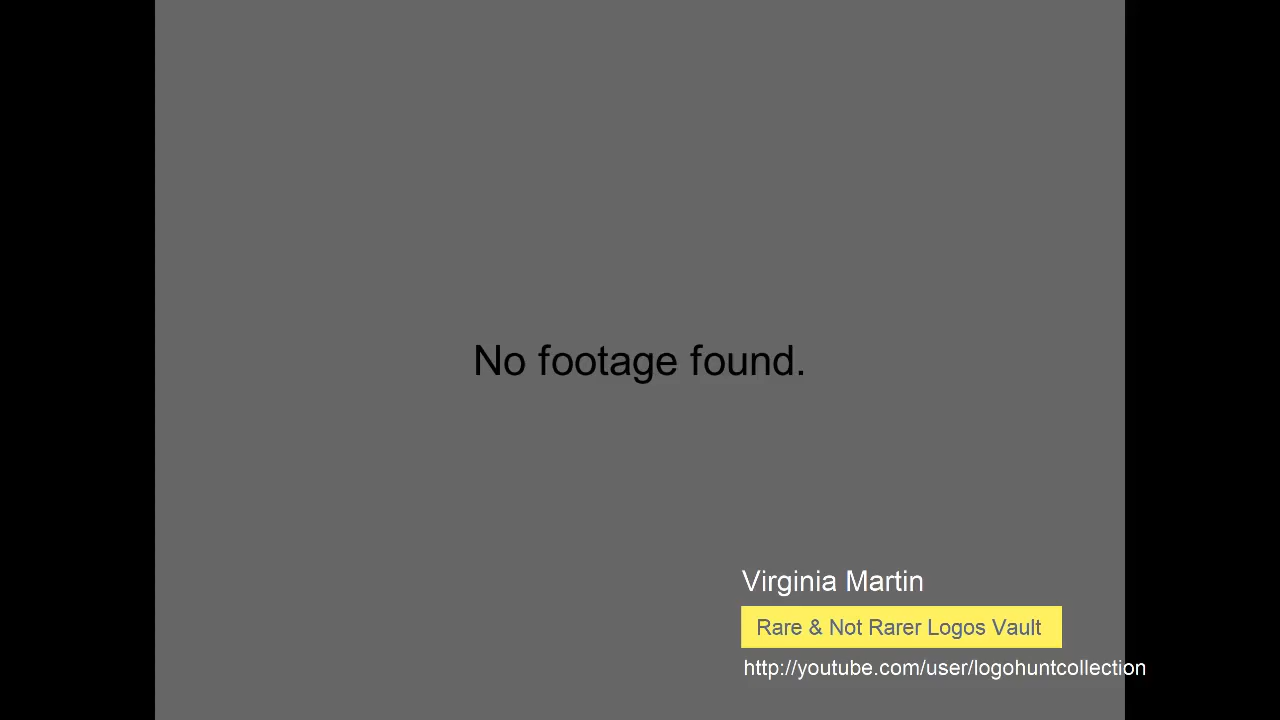 No footage found.
Virginia Martin
Rare & Not Rarer Logos Vault
http://youtube.com/user/logohuntcollection